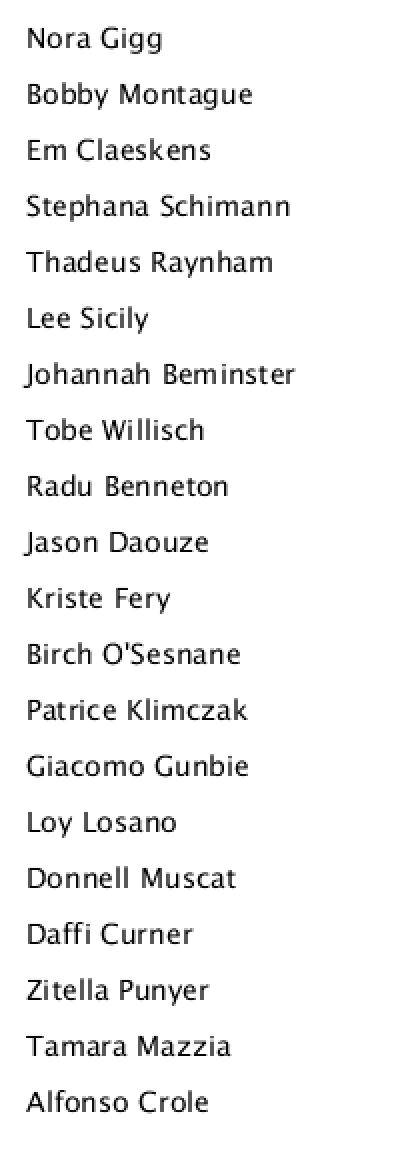 Nora Gigg
Bobby Montague
Em Claeskens
Stephana Schimann
Thadeus Raynham
Lee Sicily
Johannah Beminster
Tobe Willisch
Radu Benneton
Jason Daouze
Kriste Fery
Birch O'Sesnane
Patrice Klimczak
Giacomo Gunbie
Loy Losano
Donnell Muscat
Daffi Curner
Zitella Punyer
Tamara Mazzia
Alfonso Crole